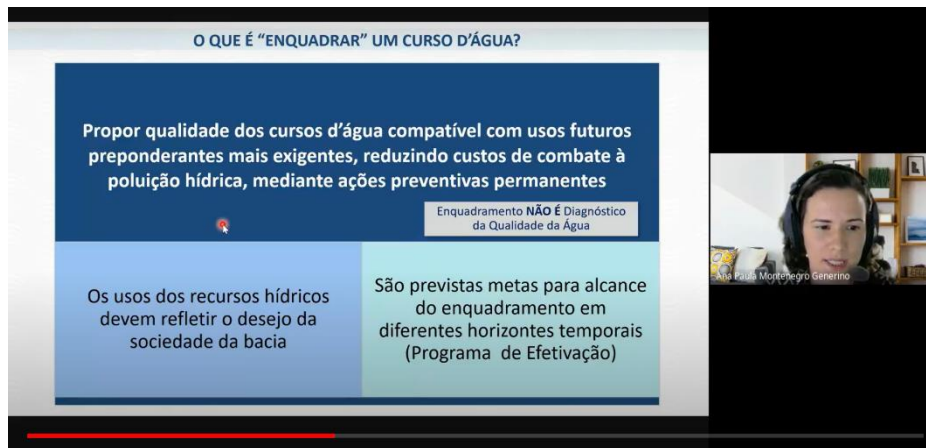 O QUE É “ENQUADRAR” UM CURSO D’ÁGUA?
Propor qualidade dos cursos d’água compatível com usos futuros
preponderantes mais exigentes, reduzindo custos de combate à
poluição hídrica, mediante ações preventivas permanentes
Enquadramento NÃO É Diagnóstico
da Qualidade da Água
Os usos dos recursos hídricos
devem refletir o desejo da
sociedade da bacia
São previstas metas para alcance
do enquadramento em
diferentes horizontes temporais
(Programa de Efetivação)
Ana Paula Montenegro Generino